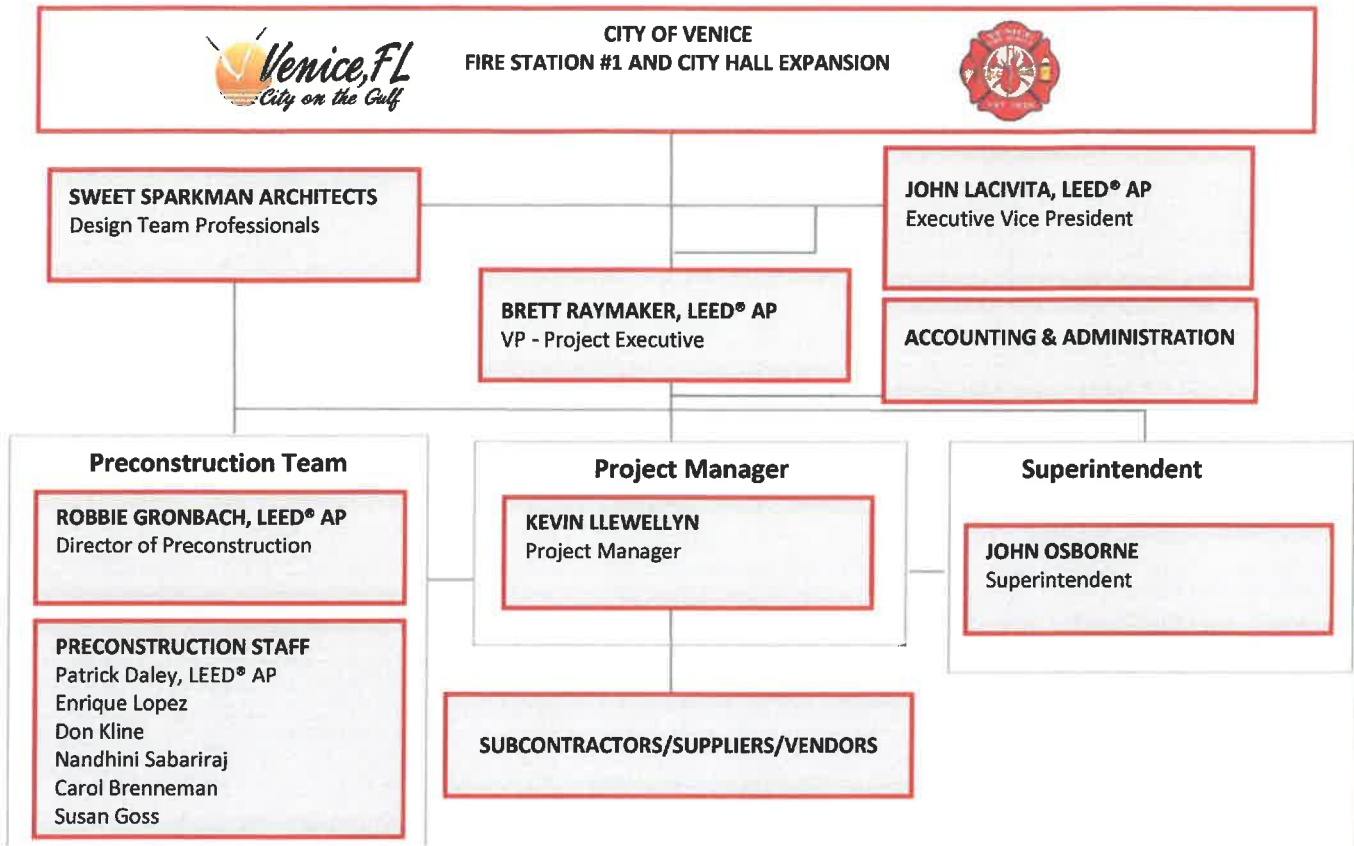 Venice, FL
City on the Gulf
CITY OF VENICE
FIRE STATION #1 AND CITY HALL EXPANSION
VENICE
SWEET SPARKMAN ARCHITECTS
Design Team Professionals
JOHN LACIVITA, LEED® AP
Executive Vice President
BRETT RAYMAKER, LEED® AP
VP - Project Executive
ACCOUNTING & ADMINISTRATION
Preconstruction Team
ROBBIE GRONBACH, LEED® AP
Director of Preconstruction
PRECONSTRUCTION STAFF
Patrick Daley, LEED® AP
Enrique Lopez
Don Kline
Nandhini Sabariraj
Carol Brenneman
Susan Goss
Project Manager
KEVIN LLEWELLYN
Project Manager
SUBCONTRACTORS/SUPPLIERS/VENDORS
Superintendent
JOHN OSBORNE
Superintendent